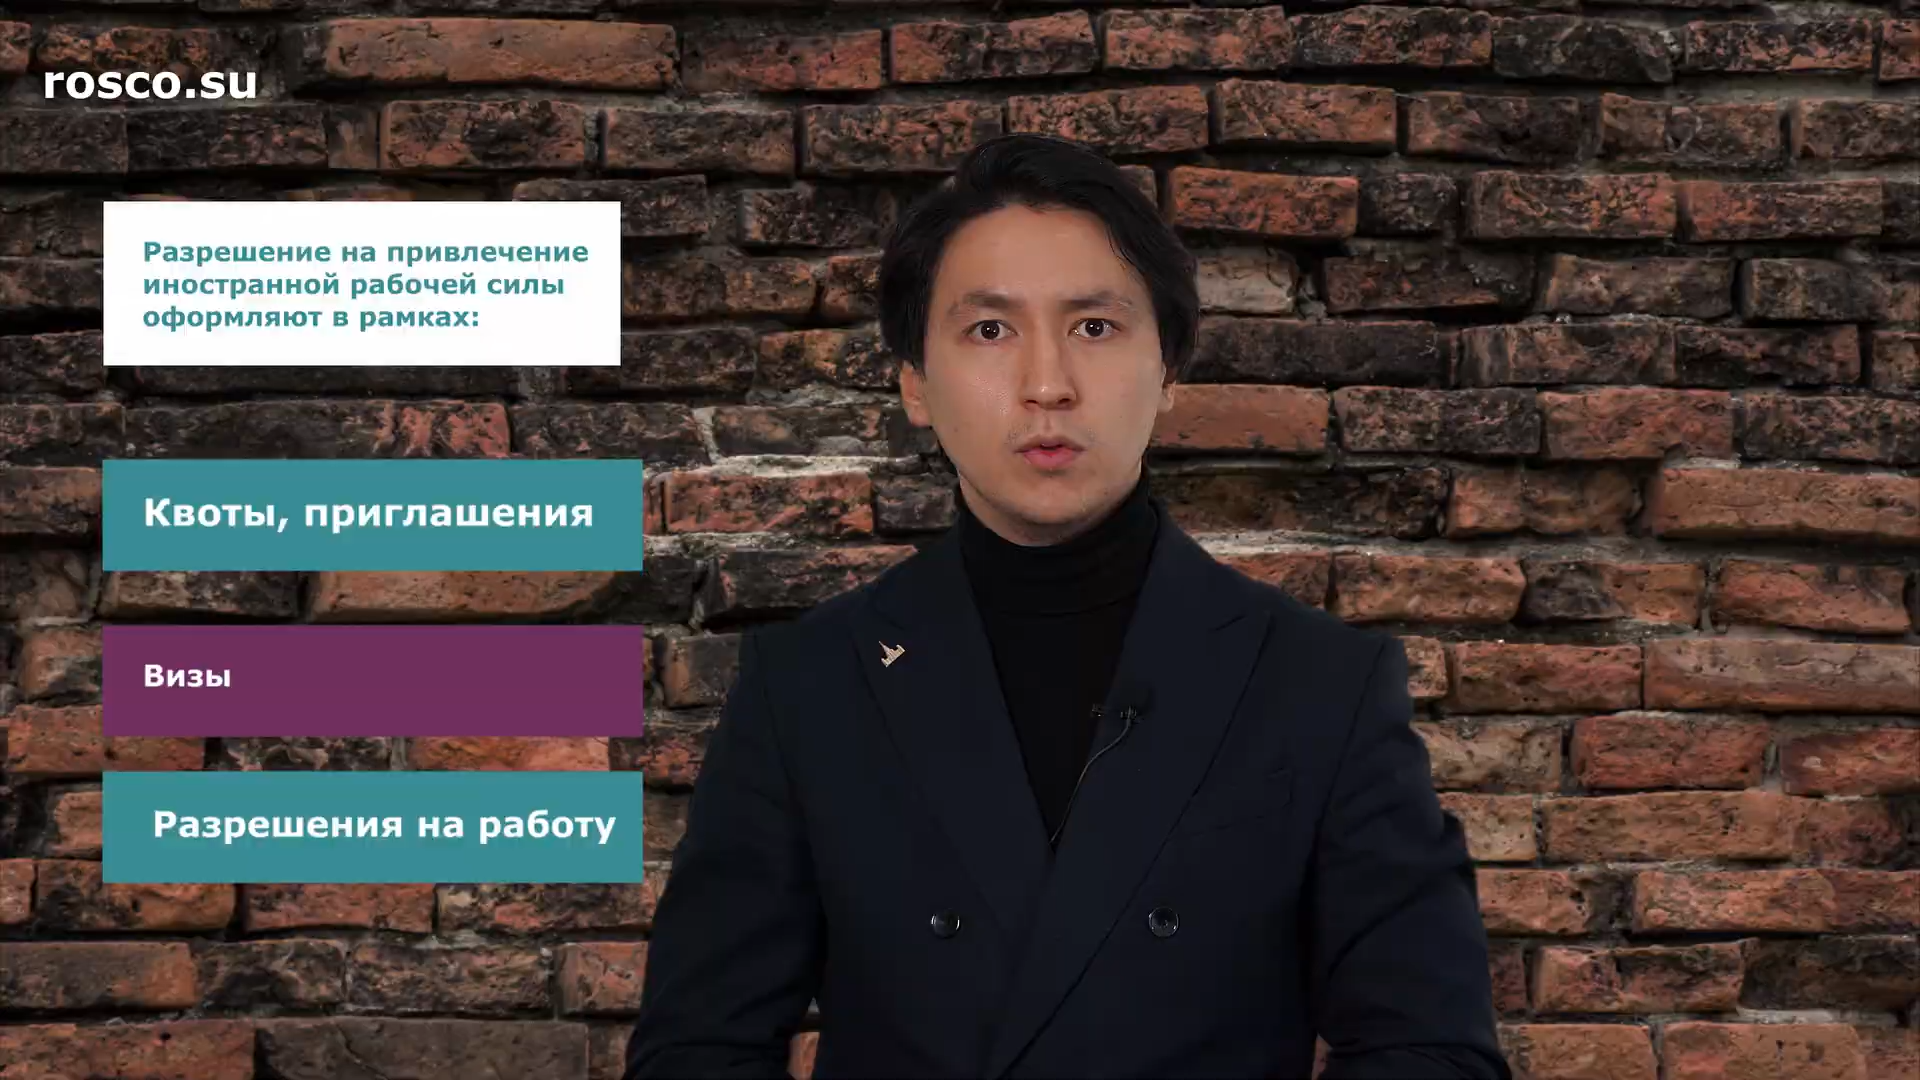 rosco.su
Разрешение на привлечение
иностранной рабочей силы
оформляют в рамках:
Квоты, приглашения
Визы
Разрешения на работу